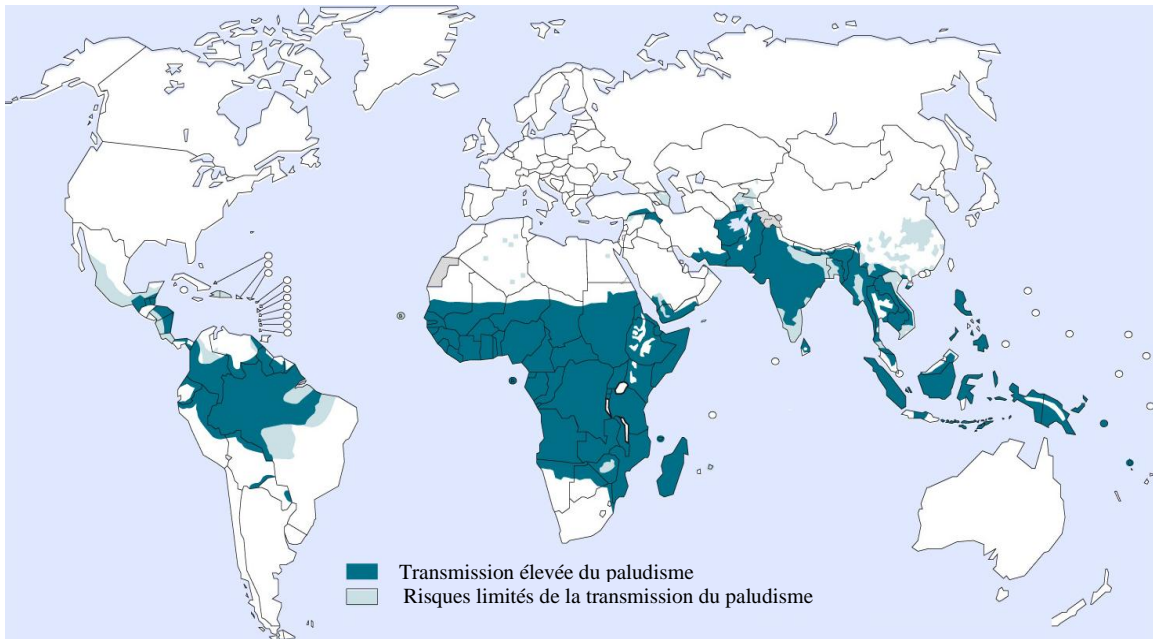 Transmission élevée du paludisme
Risques limités de la transmission du paludisme